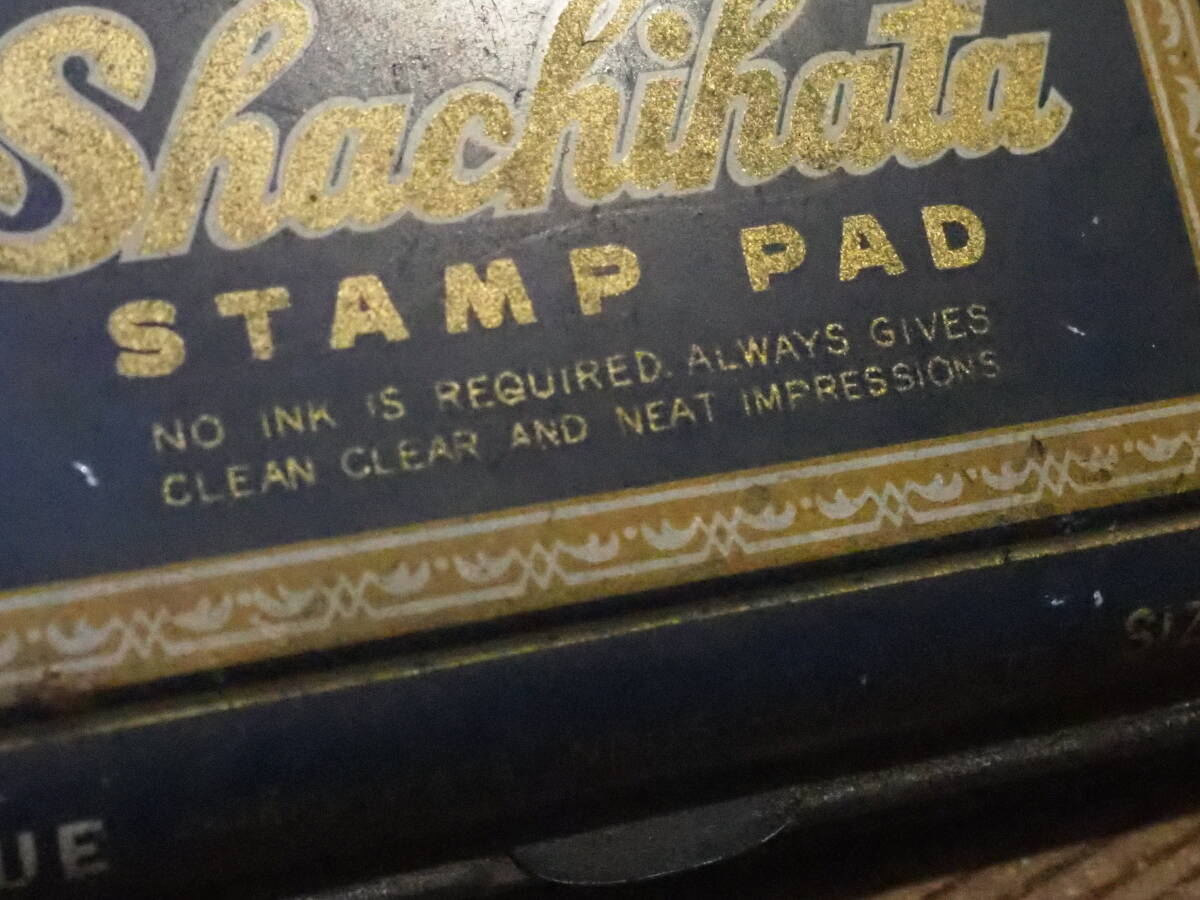 Shachihata
STAMP PAD
NO INK IS REQUIRED. ALWAYS GIVES
CLEAN CLEAR AND NEAT IMPRESSIONS